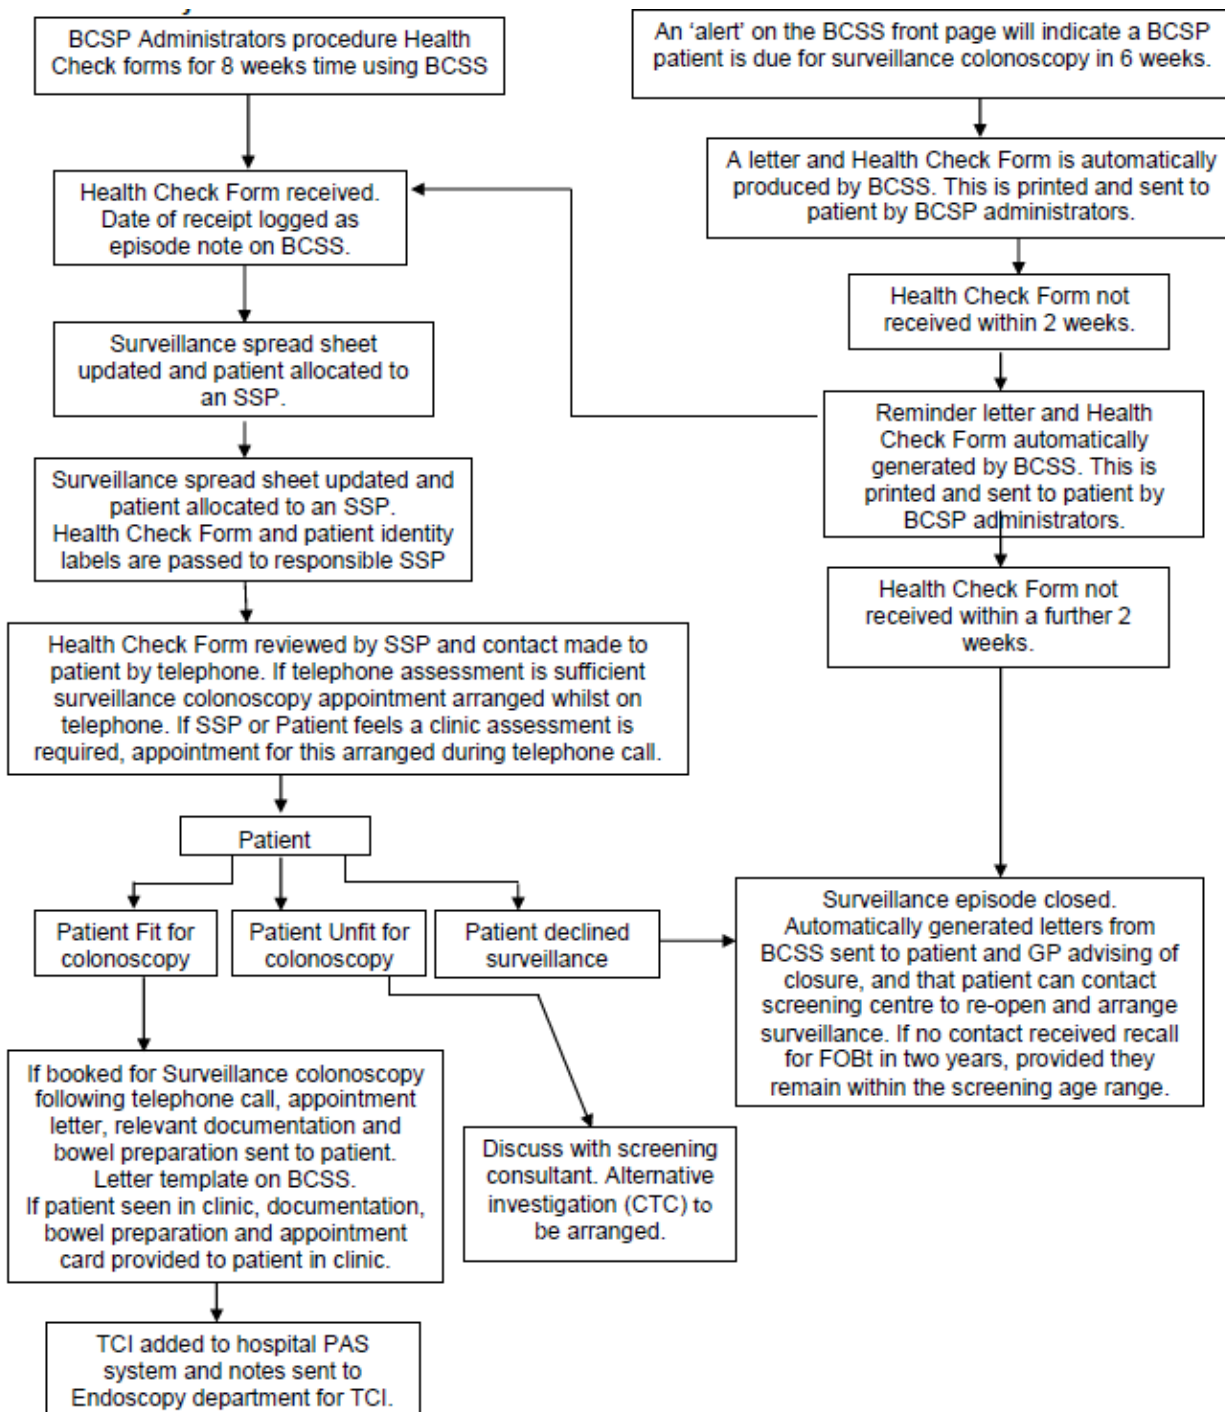 BCSP Administrators procedure Health
Check forms for 8 weeks time using BCSS
Health Check Form received.
Date of receipt logged as
episode note on BCSS.
Surveillance spread sheet
updated and patient allocated to
an SSP.
Surveillance spread sheet updated and
patient allocated to an SSP.
Health Check Form and patient identity
labels are passed to responsible SSP
Health Check Form reviewed by SSP and contact made to
patient by telephone. If telephone assessment is sufficient
surveillance colonoscopy appointment arranged whilst on
telephone. If SSP or Patient feels a clinic assessment is
required, appointment for this arranged during telephone call.
Patient
Patient Fit for
colonoscopy
Patient Unfit for
colonoscopy
Patient declined
surveillance
If booked for Surveillance colonoscopy
following telephone call, appointment
letter, relevant documentation and
bowel preparation sent to patient.
Letter template on BCSS.
If patient seen in clinic, documentation,
bowel preparation and appointment
card provided to patient in clinic.
TCI added to hospital PAS
system and notes sent to
Endoscopy department for TCI.
Discuss with screening
consultant. Alternative
investigation (CTC) to
be arranged.
An ‘alert’ on the BCSS front page will indicate a BCSP
patient is due for surveillance colonoscopy in 6 weeks.
A letter and Health Check Form is automatically
produced by BCSS. This is printed and sent to
patient by BCSP administrators.
Health Check Form not
received within 2 weeks.
Reminder letter and Health
Check Form automatically
generated by BCSS. This is
printed and sent to patient by
BCSP administrators.
Health Check Form not
received within a further 2
weeks.
Surveillance episode closed.
Automatically generated letters from
BCSS sent to patient and GP advising of
closure, and that patient can contact
screening centre to re-open and arrange
surveillance. If no contact received recall
for FOBt in two years, provided they
remain within the screening age range.